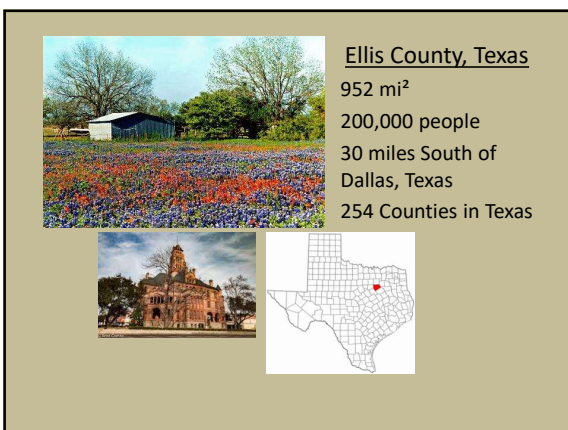 Ellis County, Texas
952 mi²
200,000 people
30 miles South of
Dallas, Texas
254 Counties in Texas